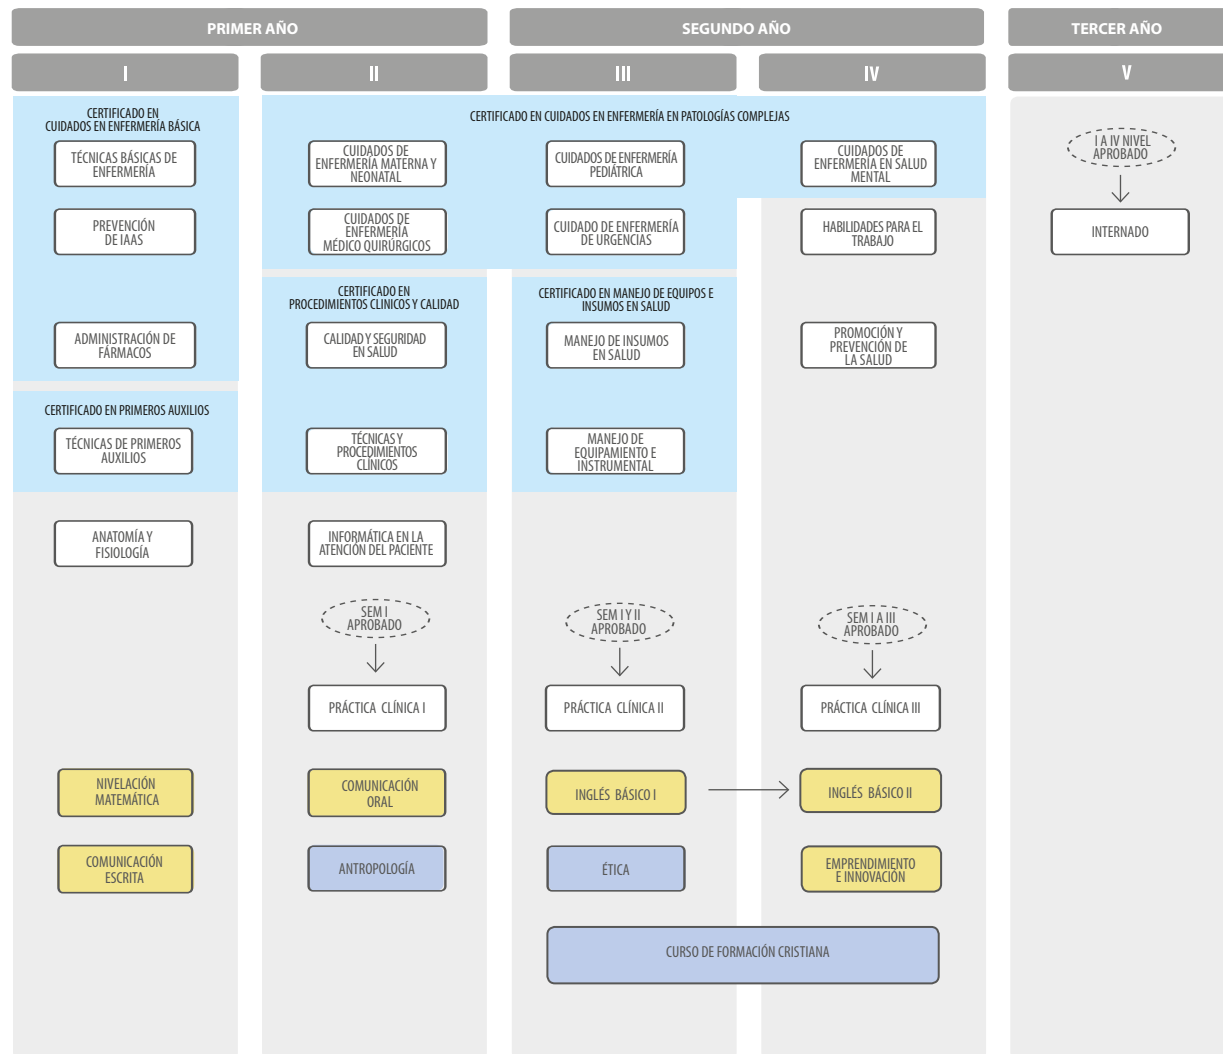 PRIMER AÑO
SEGUNDO AÑO
TERCER AÑO
I
II
III
IV
V
CERTIFICADO EN
CUIDADOS EN ENFERMERÍA BÁSICA
TÉCNICAS BÁSICAS DE
ENFERMERÍA
PREVENCIÓN
DE IAAS
ADMINISTRACIÓN DE
FÁRMACOS
CERTIFICADO EN PRIMEROS AUXILIOS
TÉCNICAS DE PRIMEROS
AUXILIOS
ANATOMÍA Y
FISIOLOGÍA
NIVELACIÓN
MATEMÁTICA
COMUNICACIÓN
ESCRITA
CERTIFICADO EN CUIDADOS EN ENFERMERÍA EN PATOLOGÍAS COMPLEJAS
CUIDADOS DE
ENFERMERÍA MATERNA Y
NEONATAL
CUIDADOS DE
ENFERMERÍA
MÉDICO QUIRÚRGICOS
CERTIFICADO EN
PROCEDIMIENTOS CLINICOS Y CALIDAD
CALIDAD Y SEGURIDAD
EN SALUD
TÉCNICAS Y
PROCEDIMIENTOS
CLÍNICOS
INFORMÁTICA EN LA
ATENCIÓN DEL PACIENTE
SEM I
APROBADO
PRÁCTICA CLÍNICA I
COMUNICACIÓN
ORAL
ANTROPOLOGÍA
CUIDADOS DE ENFERMERÍA
PEDIÁTRICA
CUIDADO DE ENFERMERÍA
DE URGENCIAS
CERTIFICADO EN MANEJO DE EQUIPOS E
INSUMOS EN SALUD
MANEJO DE INSUMOS
EN SALUD
MANEJO DE
EQUIPAMIENTO E
INSTRUMENTAL
SEM I Y II
APROBADO
PRÁCTICA CLÍNICA II
INGLÉS BÁSICO I
ÉTICA
CUIDADOS DE
ENFERMERÍA EN SALUD
MENTAL
HABILIDADES PARA EL
TRABAJO
PROMOCIÓN Y
PREVENCIÓN DE
LA SALUD
SEM I A III
APROBADO
PRÁCTICA CLÍNICA III
INGLÉS BÁSICO II
EMPRENDIMIENTO
E INNOVACIÓN
CURSO DE FORMACIÓN CRISTIANA
I A IV NIVEL
APROBADO
INTERNADO